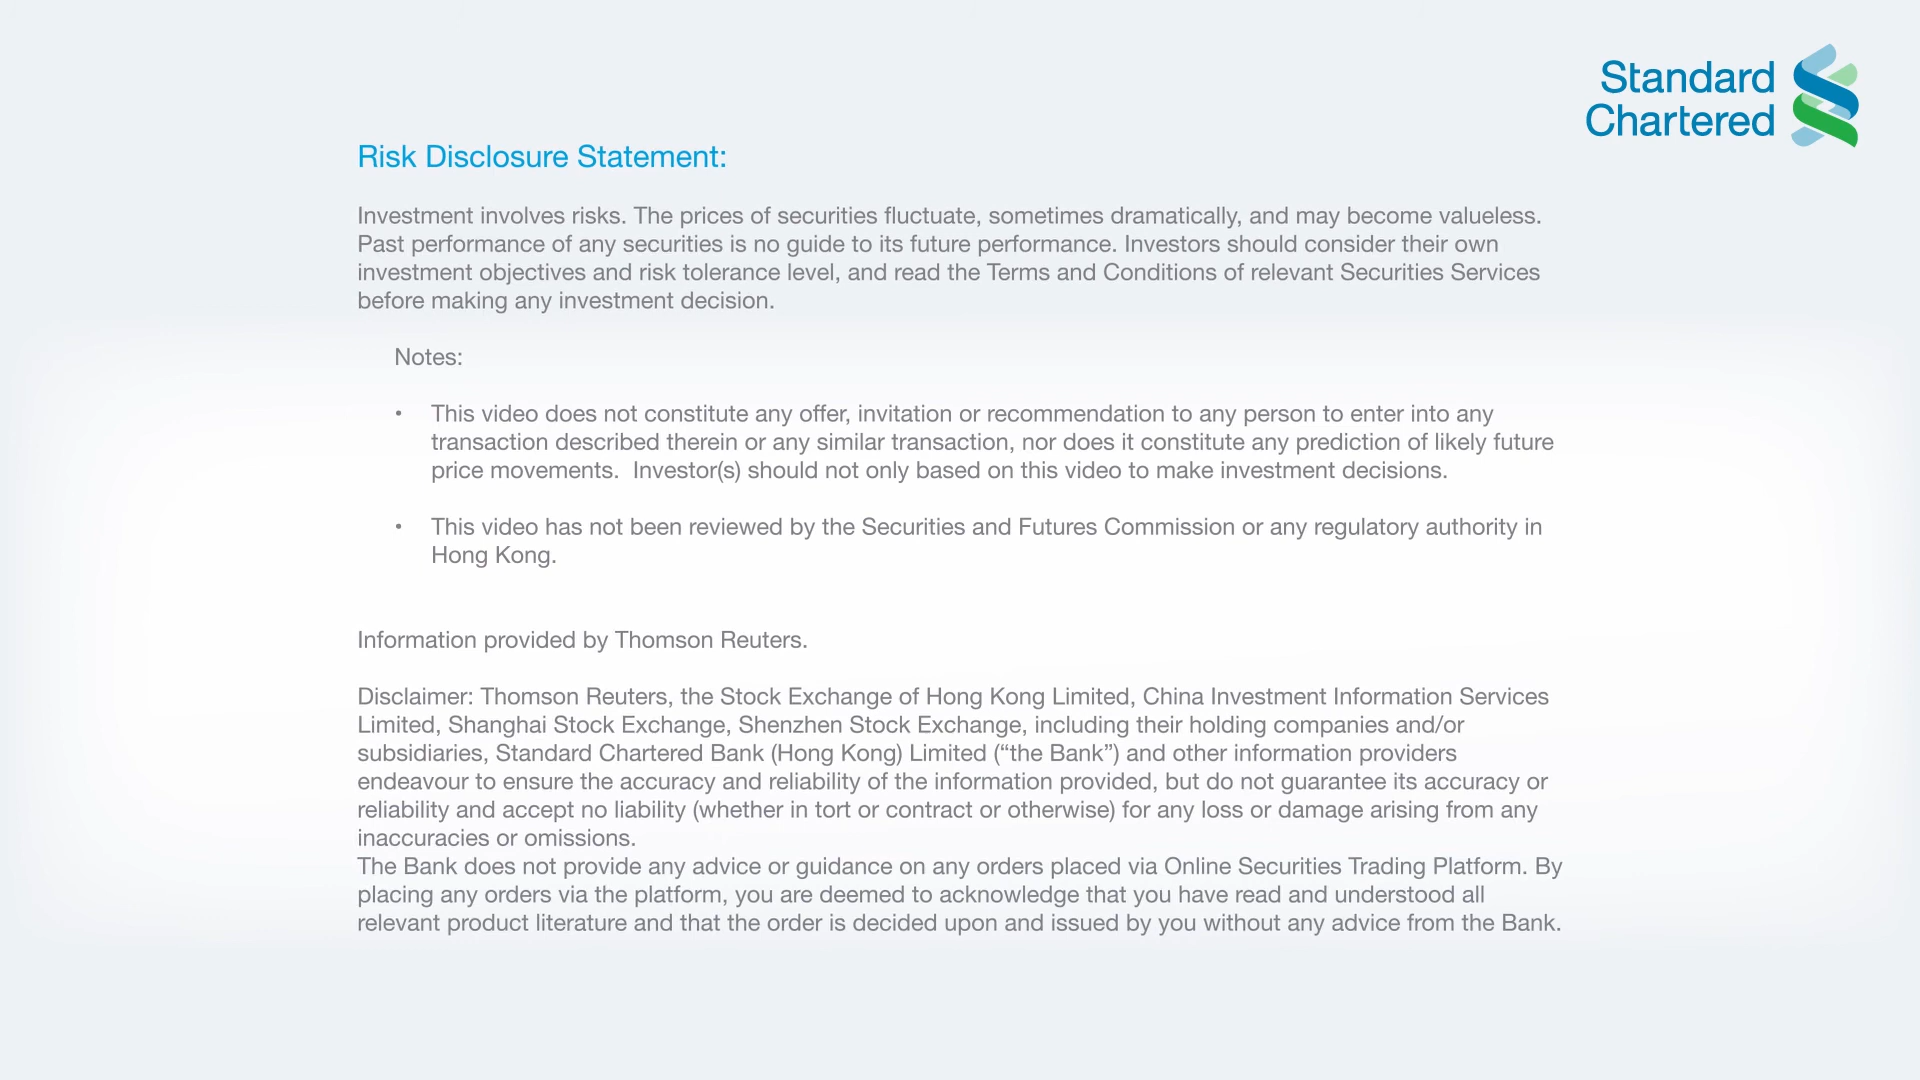 Standard
Chartered
Risk Disclosure Statement:
Investment involves risks. The prices of securities fluctuate, sometimes dramatically, and may become valueless.
Past performance of any securities is no guide to its future performance. Investors should consider their own
investment objectives and risk tolerance level, and read the Terms and Conditions of relevant Securities Services
before making any investment decision.
Notes:
• This video does not constitute any offer, invitation or recommendation to any person to enter into any
transaction described therein or any similar transaction, nor does it constitute any prediction of likely future
price movements.  Investor(s) should not only based on this video to make investment decisions.
• This video has not been reviewed by the Securities and Futures Commission or any regulatory authority in
Hong Kong.
Information provided by Thomson Reuters.
Disclaimer: Thomson Reuters, the Stock Exchange of Hong Kong Limited, China Investment Information Services
Limited, Shanghai Stock Exchange, Shenzhen Stock Exchange, including their holding companies and/or
subsidiaries, Standard Chartered Bank (Hong Kong) Limited (“the Bank”) and other information providers
endeavour to ensure the accuracy and reliability of the information provided, but do not guarantee its accuracy or
reliability and accept no liability (whether in tort or contract or otherwise) for any loss or damage arising from any
inaccuracies or omissions.
The Bank does not provide any advice or guidance on any orders placed via Online Securities Trading Platform. By
placing any orders via the platform, you are deemed to acknowledge that you have read and understood all
relevant product literature and that the order is decided upon and issued by you without any advice from the Bank.